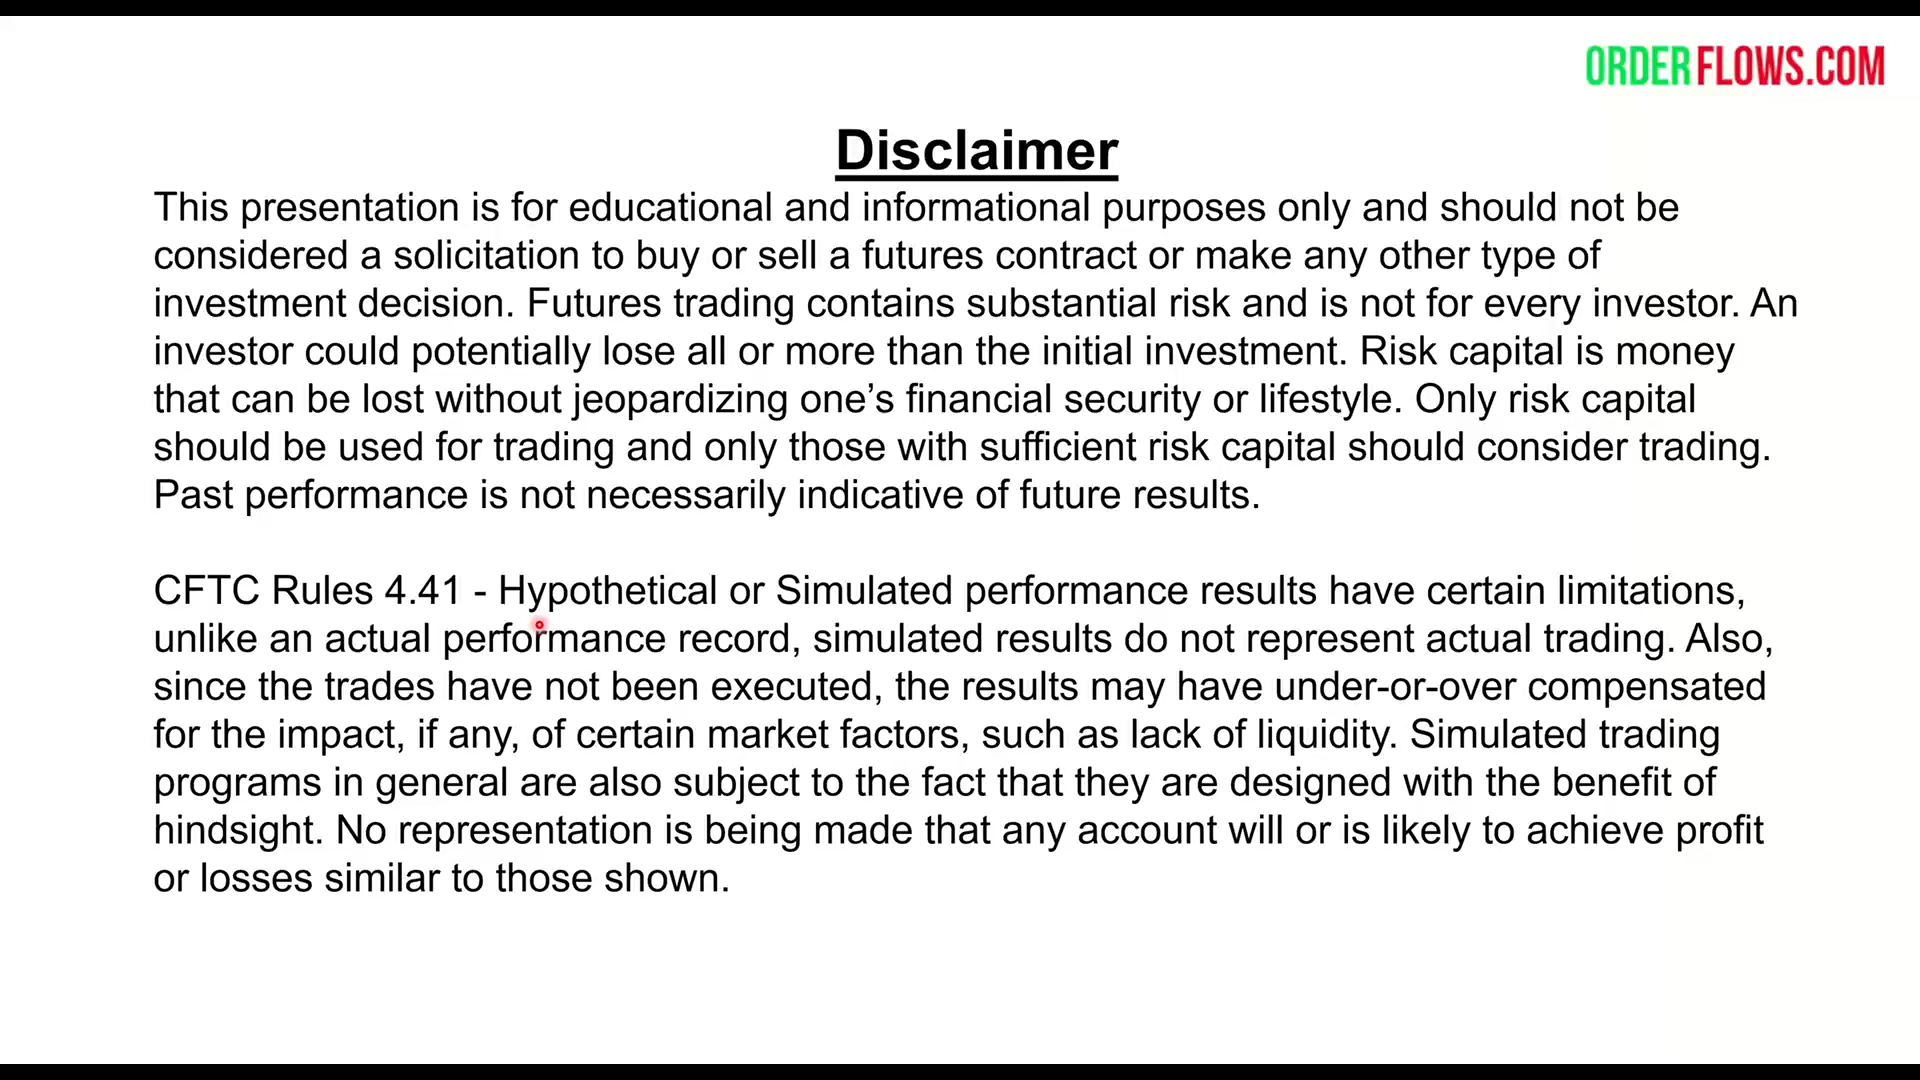 ORDERFLOWS.COM
Disclaimer
This presentation is for educational and informational purposes only and should not be
considered a solicitation to buy or sell a futures contract or make any other type of
investment decision. Futures trading contains substantial risk and is not for every investor. An
investor could potentially lose all or more than the initial investment. Risk capital is money
that can be lost without jeopardizing one’s financial security or lifestyle. Only risk capital
should be used for trading and only those with sufficient risk capital should consider trading.
Past performance is not necessarily indicative of future results.
CFTC Rules 4.41 - Hypothetical or Simulated performance results have certain limitations,
unlike an actual performance record, simulated results do not represent actual trading. Also,
since the trades have not been executed, the results may have under-or-over compensated
for the impact, if any, of certain market factors, such as lack of liquidity. Simulated trading
programs in general are also subject to the fact that they are designed with the benefit of
hindsight. No representation is being made that any account will or is likely to achieve profit
or losses similar to those shown.